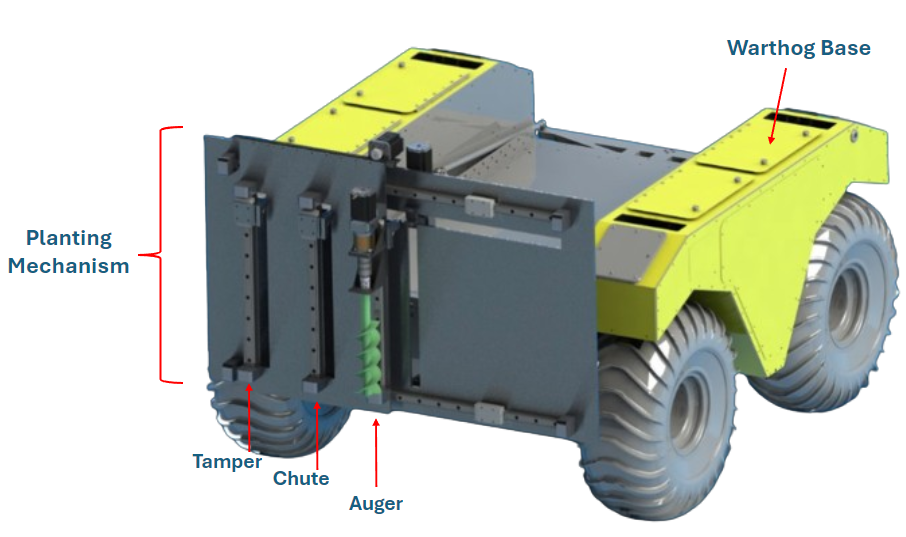 Warthog Base
Planting
Mechanism
Tamper
Chute
Auger